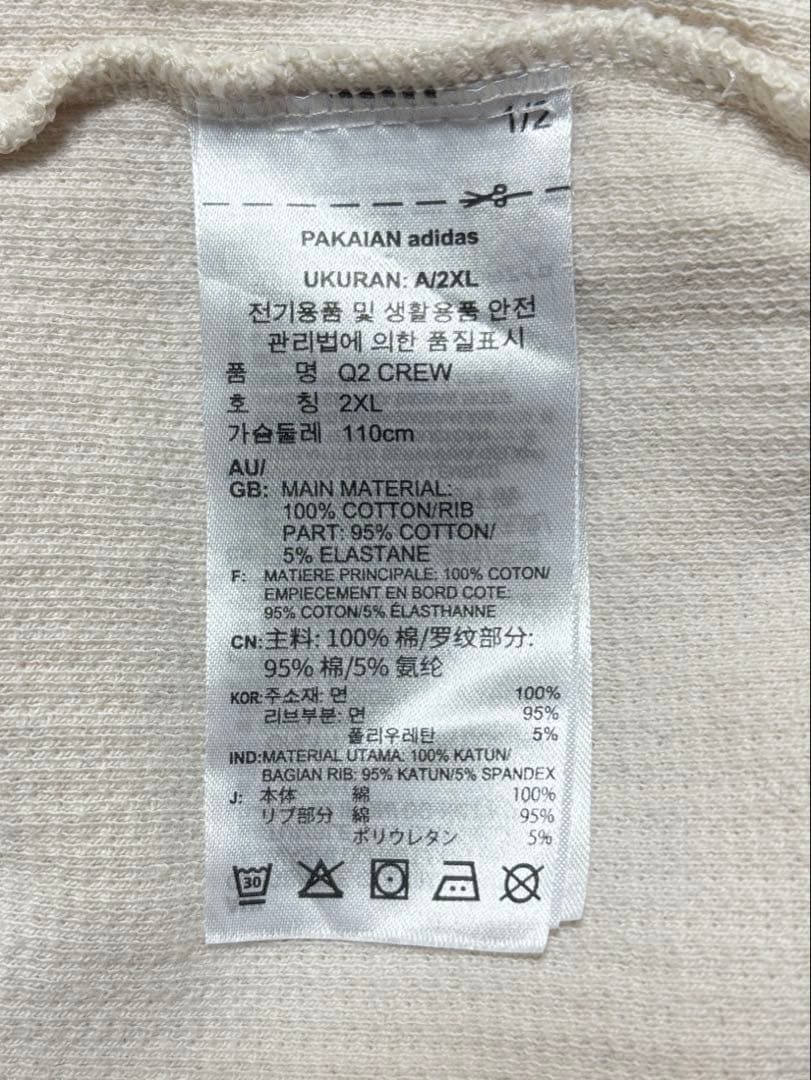 1/2
PAKAIAN adidas
UKURAN: A/2XL
전기용품 및 생활용품 안전
관리법에 의한 품질표시
품 명 Q2 CREW
호 칭 2XL
가슴둘레 110cm
AU/
GB: MAIN MATERIAL:
100% COTTON/RIB
PART: 95% COTTON/
5% ELASTANE
F: MATIERE PRINCIPALE: 100% COTON/
EMPIECEMENT EN BORD COTE:
95% COTON/5% ÉLASTHANNE
CN: 主料: 100% 棉/罗纹部分:
95% 棉/5% 氨纶
KOR: 주소재: 면 100%
리브부분: 면 95%
폴리우레탄 5%
IND: MATERIAL UTAMA: 100% KATUN/
BAGIAN RIB: 95% KATUN/5% SPANDEX
J: 本体 綿 100%
リブ部分 綿 95%
ポリウレタン 5%
30